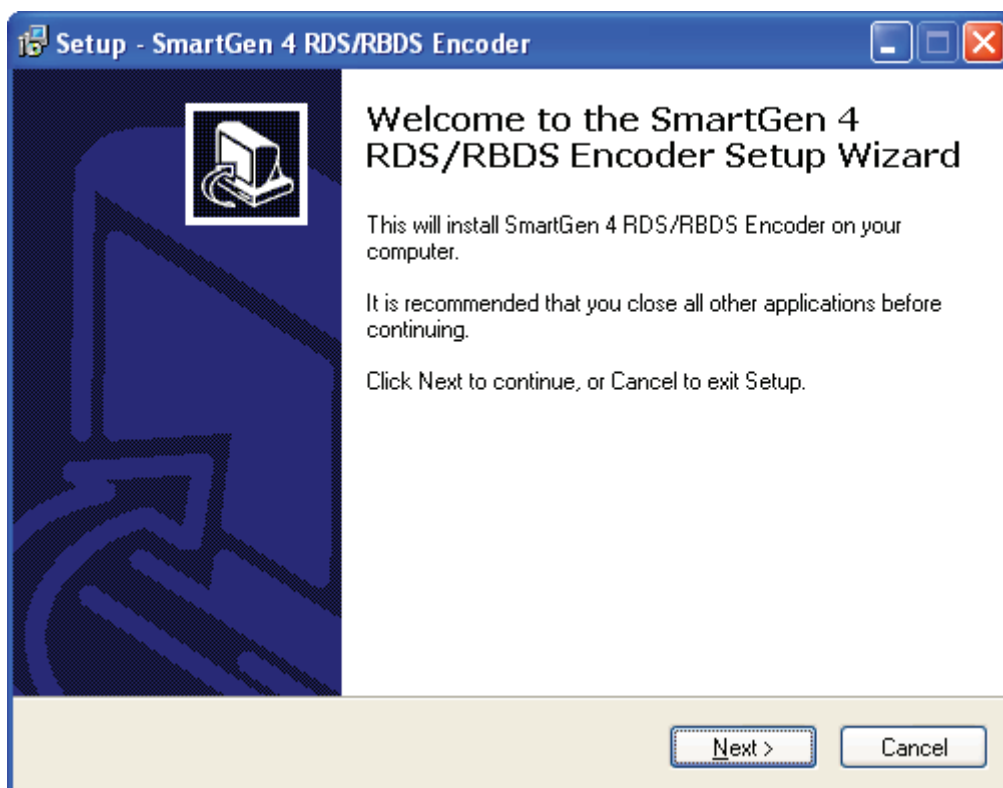 Setup - SmartGen 4 RDS/RBDS Encoder
Welcome to the SmartGen 4
RDS/RBDS Encoder Setup Wizard
This will install SmartGen 4 RDS/RBDS Encoder on your
computer.
It is recommended that you close all other applications before
continuing.
Click Next to continue, or Cancel to exit Setup.
Next >
Cancel